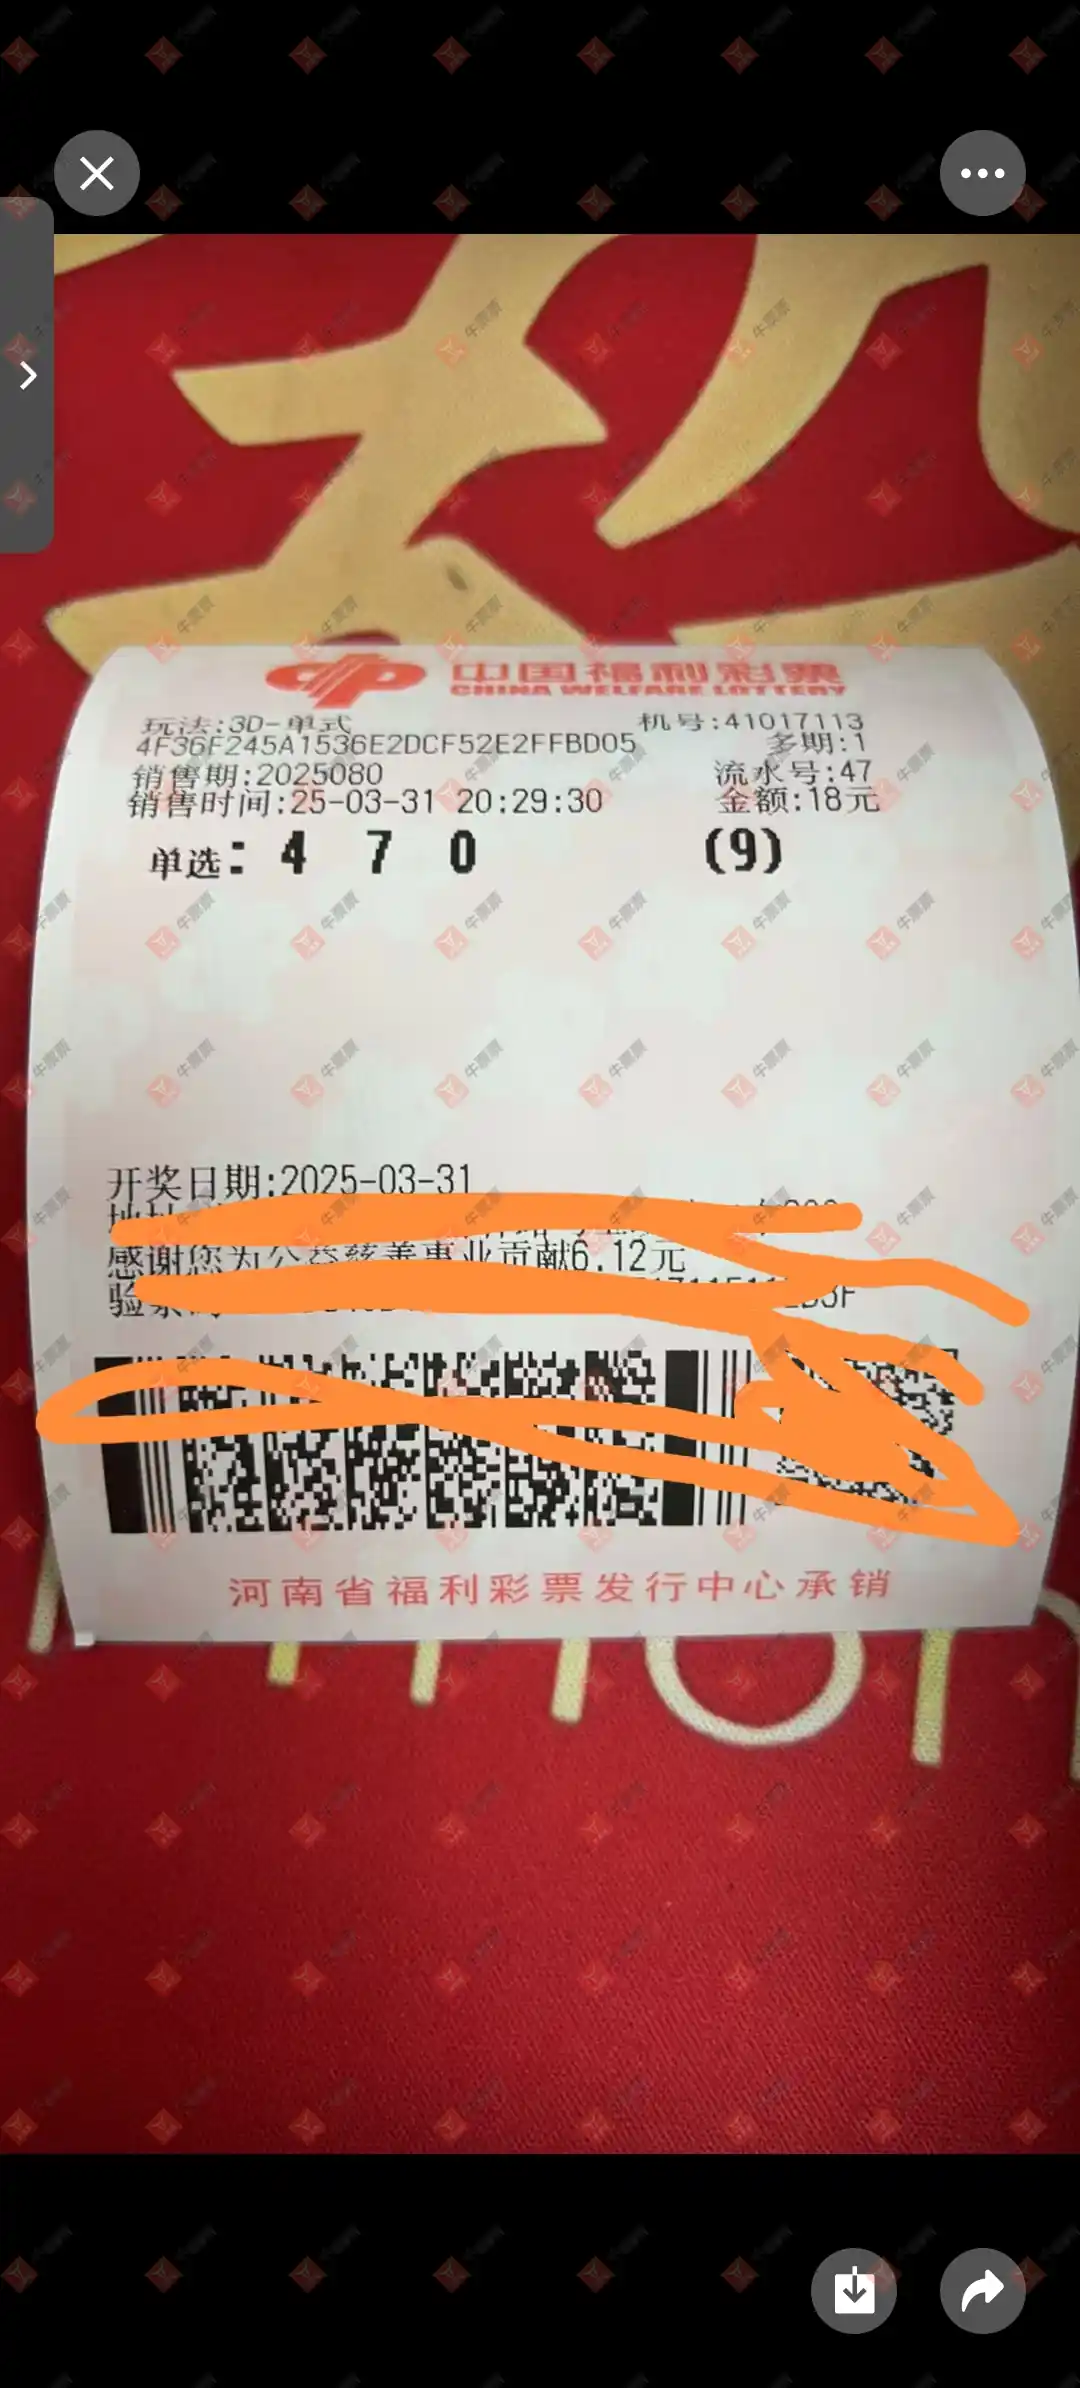 中国福利彩票
CHINA WELFARE LOTTERY
玩法:3D-单式 机号:41017113
4F36F245A1536E2DCF52E2FFBD05 多期:1
销售期:2025080 流水号:47
销售时间:25-03-31 20:29:30 金额:18元
单选: 4 7 0 (9)
开奖日期:2025-03-31
感谢您为公益慈善事业贡献6.12元
河南省福利彩票发行中心承销
牛票票